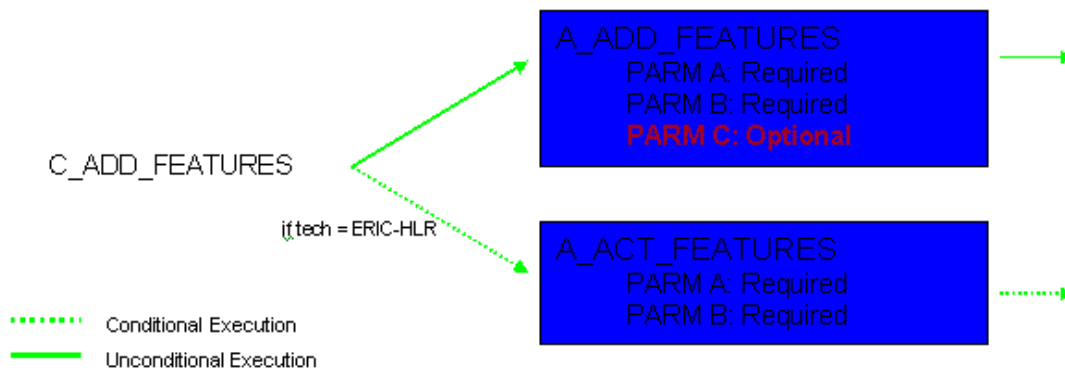 A_ADD_FEATURES
PARM A: Required
PARM B: Required
PARM C: Optional
C_ADD_FEATURES
if tech = ERIC-HLR
A_ACT_FEATURES
PARM A: Required
PARM B: Required
Conditional Execution
Unconditional Execution